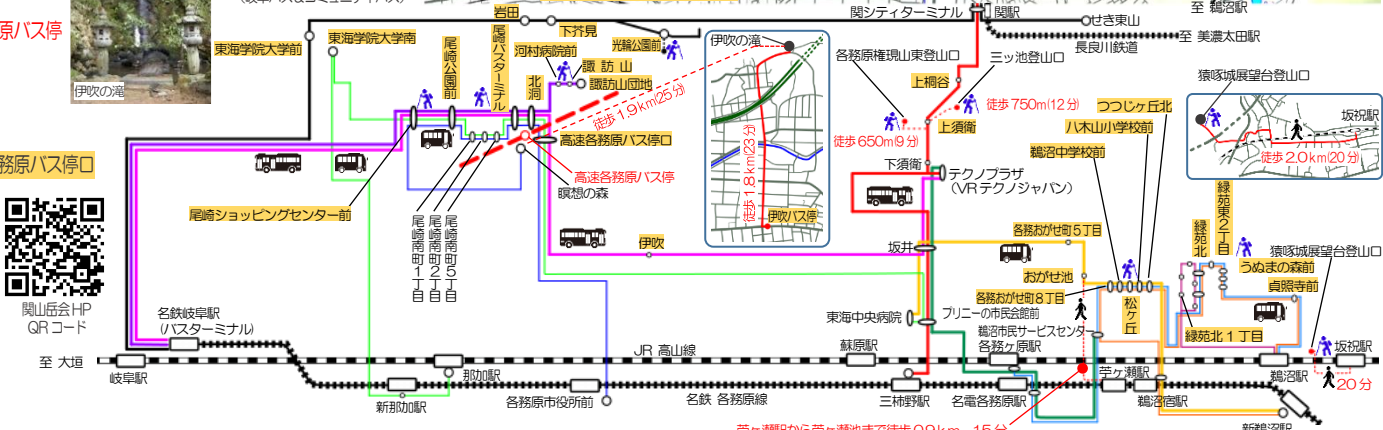 至 鵜沼駅
原バス停
伊吹の滝
務原バス停口
関山岳会HP
QRコード
東海学院大学前
東海学院大学南
岩田
下芥見
光輪公園前
尾崎公園前
尾崎バスターミナル
河村病院前
北洞
諏訪山
諏訪山団地
徒歩1.9km(25分)
高速各務原バス停口
高速各務原バス停
瞑想の森
尾崎ショッピングセンター前
尾崎南町1丁目
尾崎南町2丁目
尾崎南町5丁目
伊吹
伊吹の滝
徒歩1.8km(23分)
伊吹バス停
関シティターミナル
関駅
せき東山
長良川鉄道
至 美濃太田駅
各務原権現山東登山口
三ッ池登山口
上桐谷
徒歩750m(12分)
上須衛
徒歩650m(9分)
下須衛
テクノプラザ
(VRテクノジャパン)
坂井
猿啄城展望台登山口
坂祝駅
徒歩2.0km(20分)
つつじヶ丘北
八木山小学校前
鵜沼中学校前
各務おがせ町5丁目
おがせ池
各務おがせ町8丁目
松ヶ丘
緑苑北
緑苑東2丁目
猿啄城展望台登山口
うぬまの森前
貞照寺前
緑苑北1丁目
東海中央病院
プリニーの市民会館前
鵜沼市民サービスセンター
名鉄岐阜駅
(バスターミナル)
至 大垣
岐阜駅
JR 高山線
那加駅
蘇原駅
各務ヶ原駅
鵜沼駅
坂祝駅
20分
新那加駅
各務原市役所前
名鉄 各務原線
三柿野駅
名電各務原駅
苧ヶ瀬駅
鵜沼宿駅
新鵜沼駅
苧ヶ瀬駅から苧ヶ瀬池まで徒歩0.9km 15分